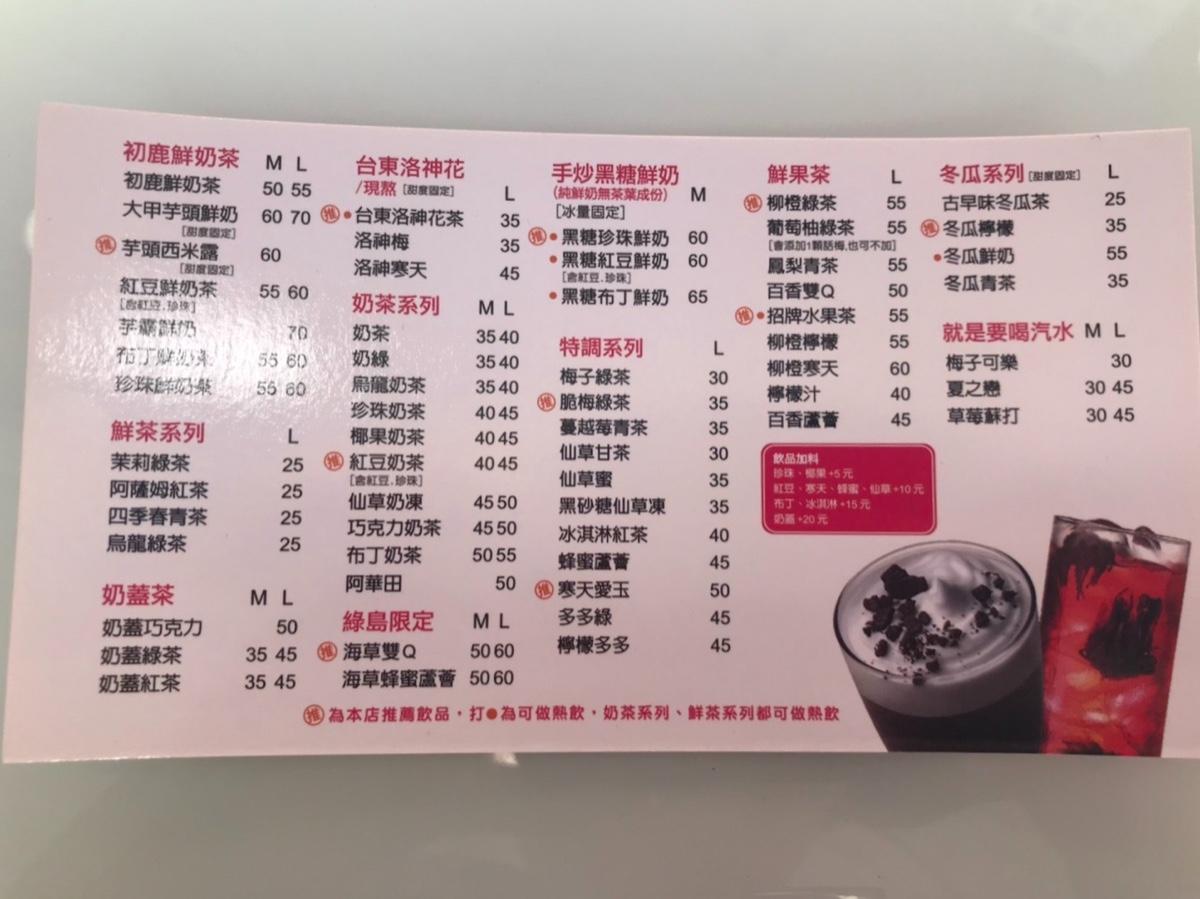 初鹿鮮奶茶 M L
初鹿鮮奶茶 50 55
大甲芋頭鮮奶 60 70
[甜度固定]
推 芋頭西米露 60
[甜度固定]
紅豆鮮奶茶 55 60
[含紅豆.珍珠]
芋靄鮮奶 70
布丁鮮奶茶 55 60
珍珠鮮奶茶 55 60
鮮茶系列 L
茉莉綠茶 25
阿薩姆紅茶 25
四季春青茶 25
烏龍綠茶 25
奶蓋茶 M L
奶蓋巧克力 50
奶蓋綠茶 35 45
奶蓋紅茶 35 45
台東洛神花
/現熬 [甜度固定] L
推 ●台東洛神花茶 35
洛神梅 35
洛神寒天 45
奶茶系列 M L
奶茶 35 40
奶綠 35 40
烏龍奶茶 35 40
珍珠奶茶 40 45
椰果奶茶 40 45
推 紅豆奶茶 40 45
[含紅豆.珍珠]
仙草奶凍 45 50
巧克力奶茶 45 50
布丁奶茶 50 55
阿華田 50
綠島限定 M L
推 海草雙Q 50 60
海草蜂蜜蘆薈 50 60
手炒黑糖鮮奶
(純鮮奶無茶葉成份) M
[冰量固定]
推 ●黑糖珍珠鮮奶 60
●黑糖紅豆鮮奶 60
[含紅豆.珍珠]
●黑糖布丁鮮奶 65
特調系列 L
梅子綠茶 30
推 脆梅綠茶 35
蔓越莓青茶 35
仙草甘茶 30
仙草蜜 35
黑砂糖仙草凍 35
冰淇淋紅茶 40
蜂蜜蘆薈 45
推 寒天愛玉 50
多多綠 45
檸檬多多 45
鮮果茶 L
推 柳橙綠茶 55
葡萄柚綠茶 55
[會添加1顆話梅,也可不加]
鳳梨青茶 55
百香雙Q 50
推 ●招牌水果茶 55
柳橙檸檬 55
柳橙寒天 60
檸檬汁 40
百香蘆薈 45
飲品加料
珍珠、椰果+5元
紅豆、寒天、蜂蜜、仙草+10元
布丁、冰淇淋+15元
奶蓋+20元
冬瓜系列 [甜度固定] L
古早味冬瓜茶 25
推 冬瓜檸檬 35
●冬瓜鮮奶 55
冬瓜青茶 35
就是要喝汽水 M L
梅子可樂 30
夏之戀 30 45
草莓蘇打 30 45
推 為本店推薦飲品，打●為可做熱飲，奶茶系列、鮮茶系列都可做熱飲